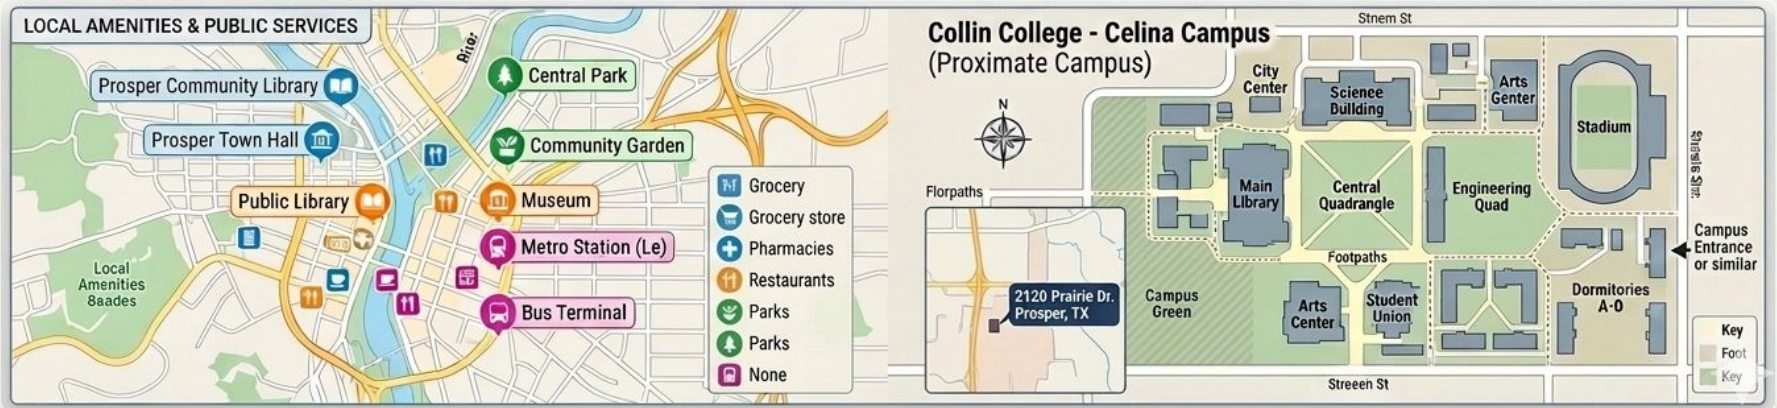 LOCAL AMENITIES & PUBLIC SERVICES
Prosper Community Library
Prosper Town Hall
Public Library
Central Park
Community Garden
Museum
Metro Station (Le)
Bus Terminal
Local
Amenities
8aades
Grocery
Grocery store
Pharmacies
Restaurants
Parks
Parks
None
Collin College - Celina Campus
(Proximate Campus)
N
Stnem St
City
Center
Science
Building
Arts
Genter
Stadium
Florpaths
Main
Library
Central
Quadrangle
Engineering
Quad
Campus
Entrance
or similar
Footpaths
2120 Prairie Dr.
Prosper, TX
Campus
Green
Arts
Center
Student
Union
Dormitories
A-O
Key
Foot
Key
Streeen St